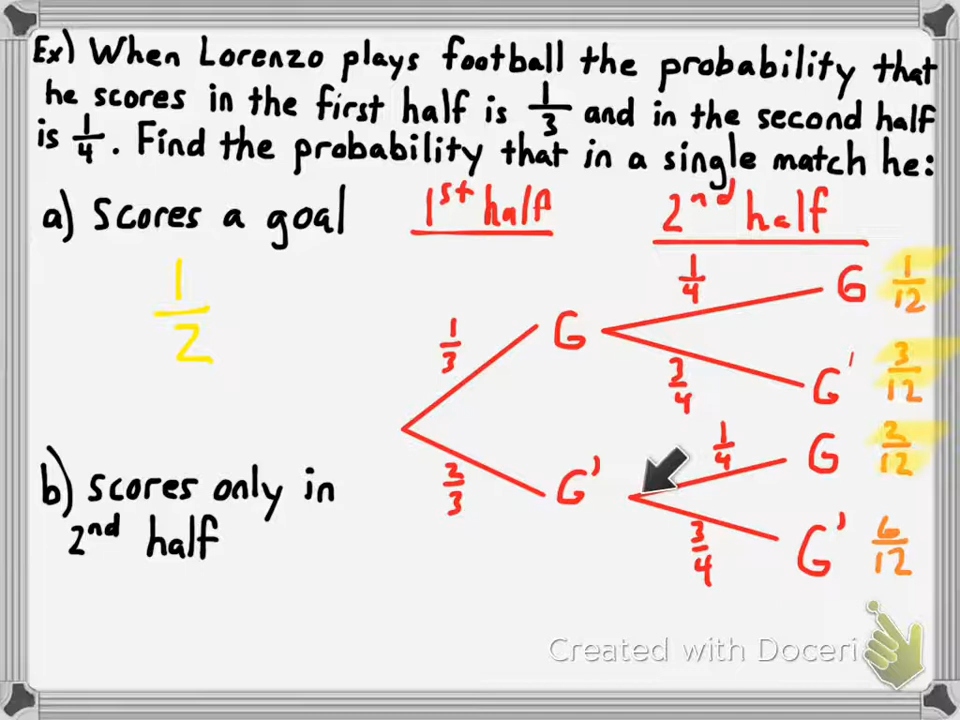 Ex) When Lorenzo plays football the probability that
he scores in the first half is 1/3 and in the second half
is 1/4. Find the probability that in a single match he:
a) Scores a goal
1/2
b) scores only in
2nd half
1st half
2nd half
1/3
G
1/4
G
1/12
3/4
G'
3/12
2/3
G'
1/4
G
2/12
3/4
G'
6/12
Created with Doceri